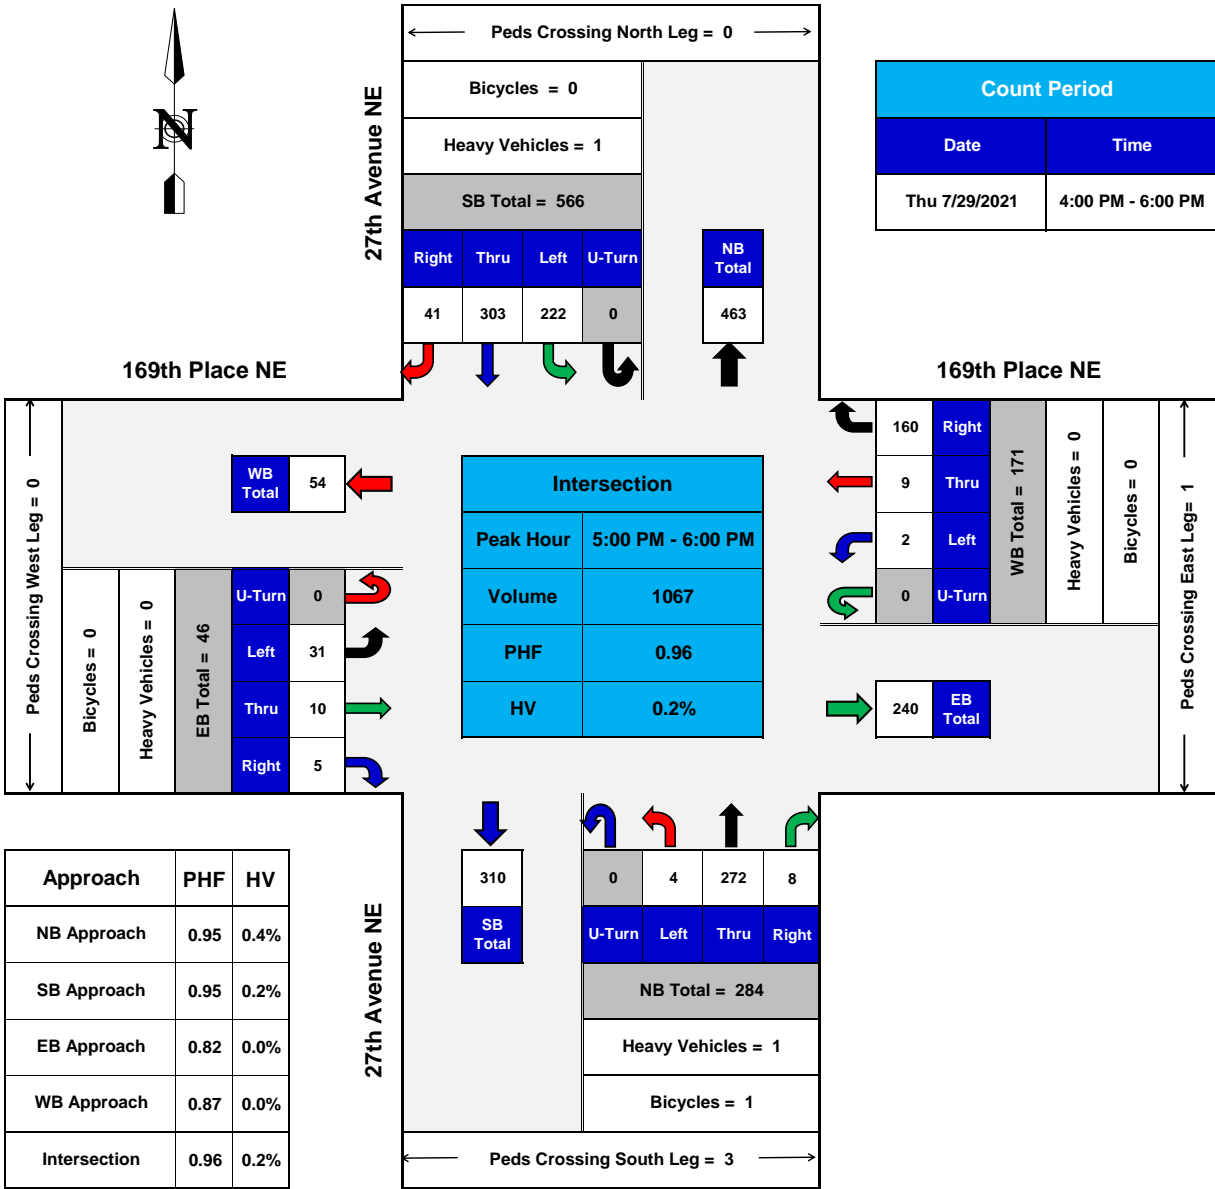 Peds Crossing North Leg = 0
N
27th Avenue NE
Bicycles = 0
Heavy Vehicles = 1
SB Total = 566
Right Thru Left U-Turn
41 303 222 0
NB Total
463
Count Period
Date Time
Thu 7/29/2021 4:00 PM - 6:00 PM
169th Place NE
169th Place NE
Peds Crossing West Leg = 0
WB Total 54
Bicycles = 0
Heavy Vehicles = 0
EB Total = 46
U-Turn 0
Left 31
Thru 10
Right 5
Intersection
Peak Hour 5:00 PM - 6:00 PM
Volume 1067
PHF 0.96
HV 0.2%
160 Right
9 Thru
2 Left
0 U-Turn
WB Total = 171
Heavy Vehicles = 0
Bicycles = 0
Peds Crossing East Leg= 1
240 EB Total
310
SB Total
0 4 272 8
U-Turn Left Thru Right
NB Total = 284
Heavy Vehicles = 1
Bicycles = 1
27th Avenue NE
Peds Crossing South Leg = 3
Approach PHF HV
NB Approach 0.95 0.4%
SB Approach 0.95 0.2%
EB Approach 0.82 0.0%
WB Approach 0.87 0.0%
Intersection 0.96 0.2%